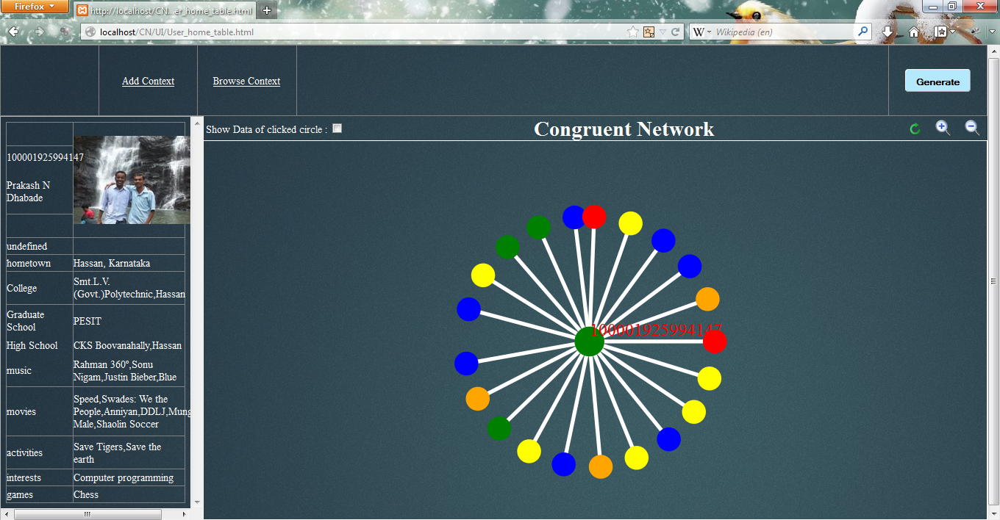 Firefox
http://localhost/CN...er_home_table.html
localhost/CN/UI/User_home_table.html
W
Wikipedia (en)
Add Context
Browse Context
Generate
Show Data of clicked circle :
Congruent Network
100001925994147
Prakash N
Dhabade
undefined
hometown
Hassan, Karnataka
College
Smt.L.V.
(Govt.)Polytechnic,Hassan
Graduate
School
PESIT
High School
CKS Boovanahally,Hassan
music
Rahman 360°,Sonu
Nigam,Justin Bieber,Blue
movies
Speed,Swades: We the
People,Anniyan,DDLJ,Mung
Male,Shaolin Soccer
activities
Save Tigers,Save the
earth
interests
Computer programming
games
Chess
100001925994147